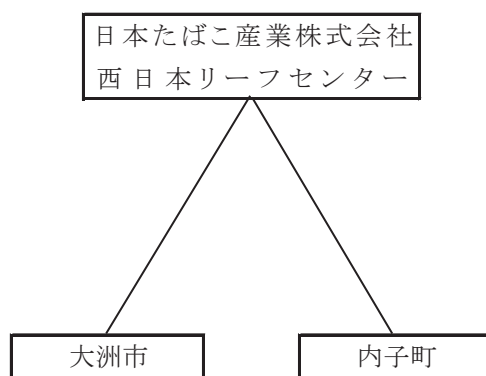 日本たばこ産業株式会社
西日本リーフセンター
大洲市
内子町